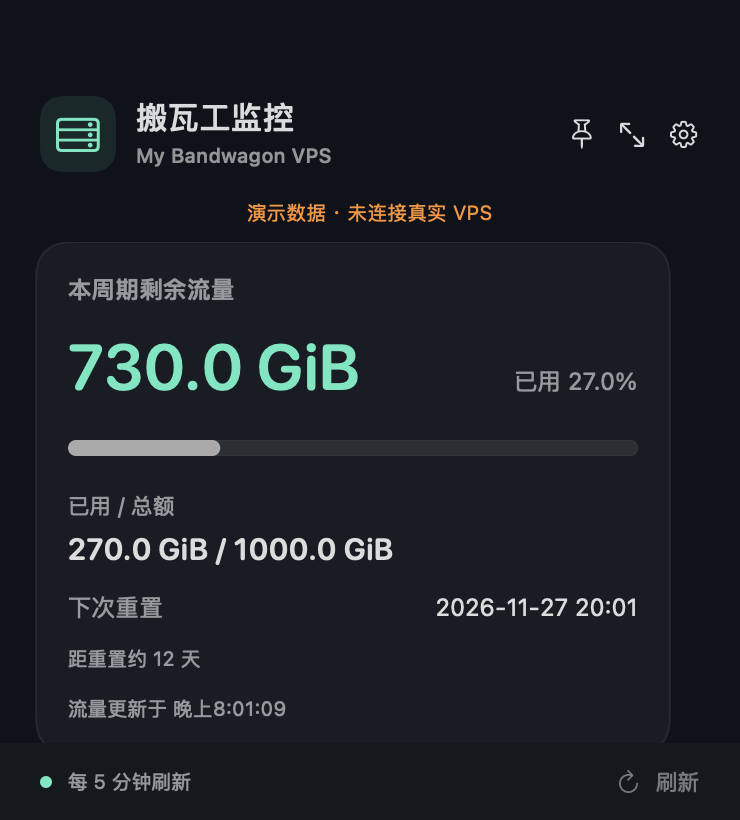 搬瓦工监控
My Bandwagon VPS
演示数据 · 未连接真实 VPS
本周期剩余流量
730.0 GiB
已用 27.0%
已用 / 总额
270.0 GiB / 1000.0 GiB
下次重置
2026-11-27 20:01
距重置约 12 天
流量更新于 晚上8:01:09
每 5 分钟刷新
刷新